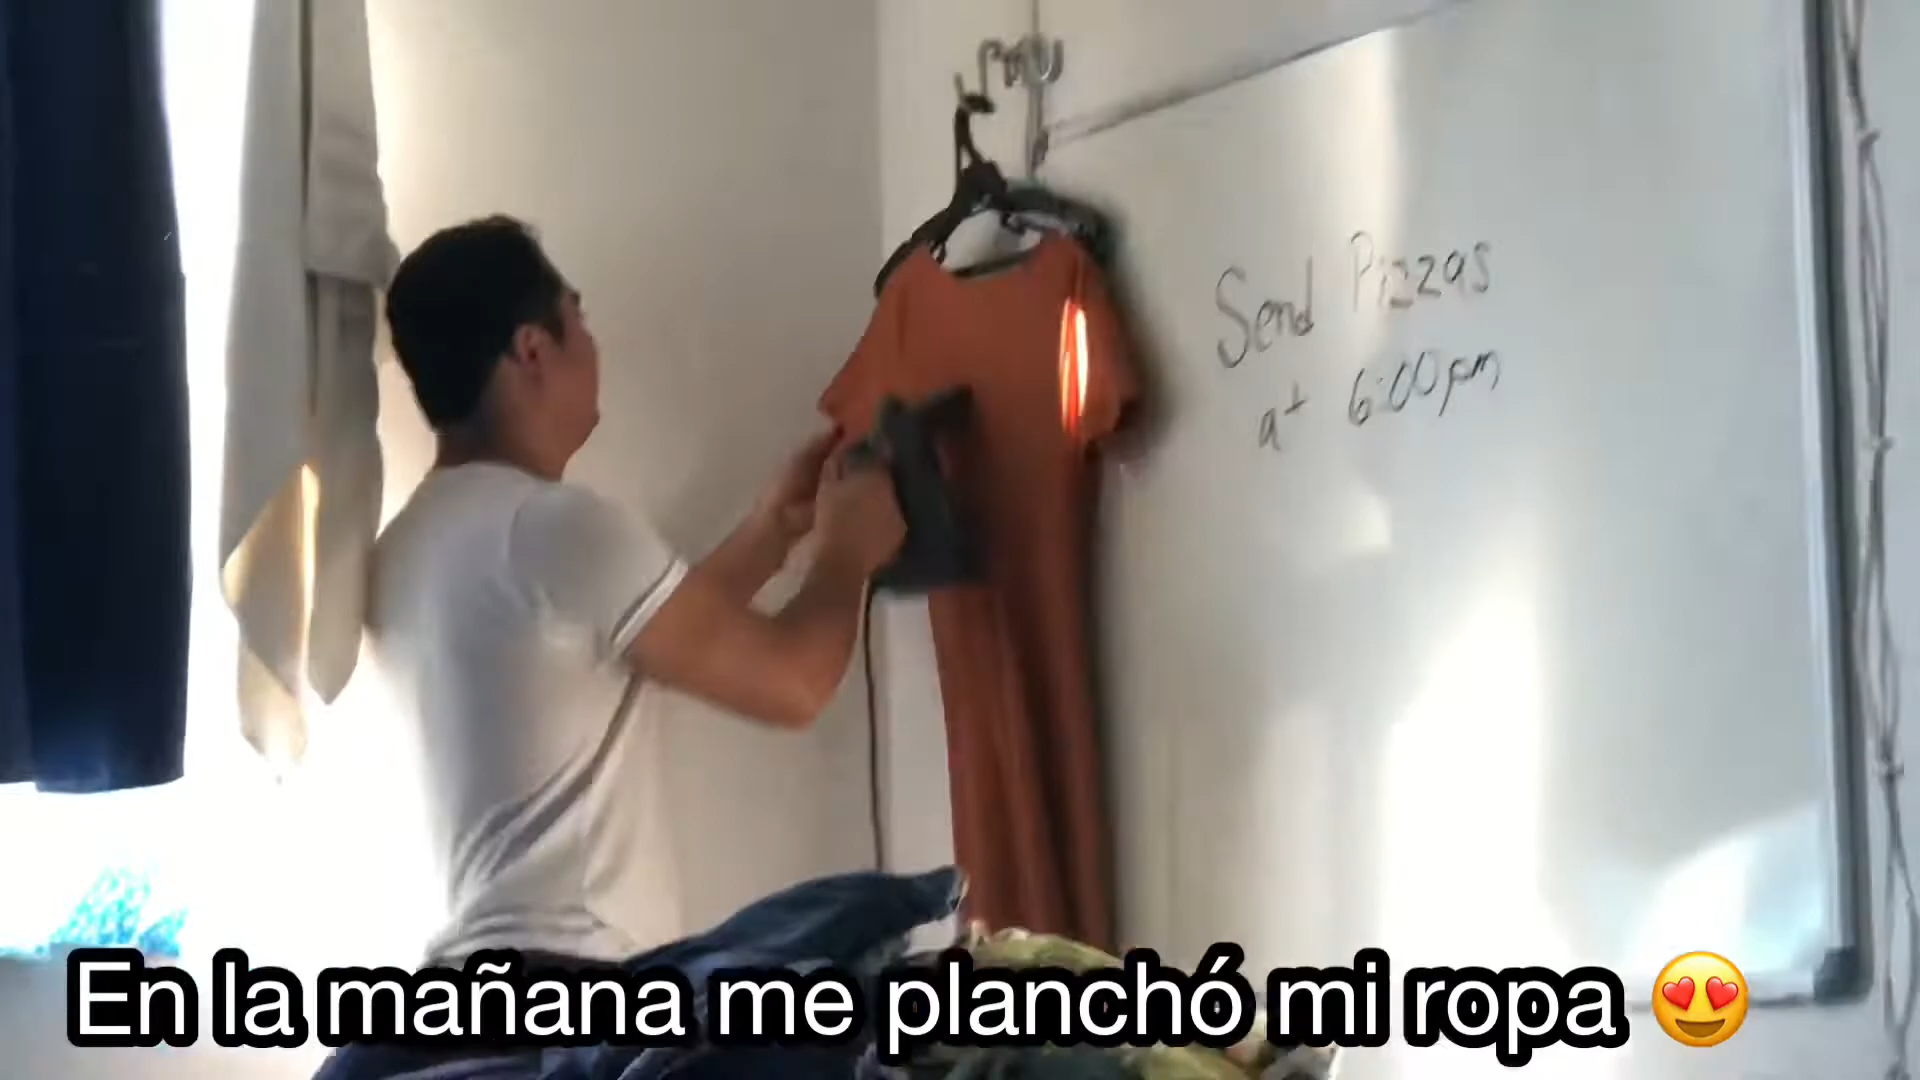 Send Pizzas
at 6:00pm
En la mañana me planchó mi ropa 😍